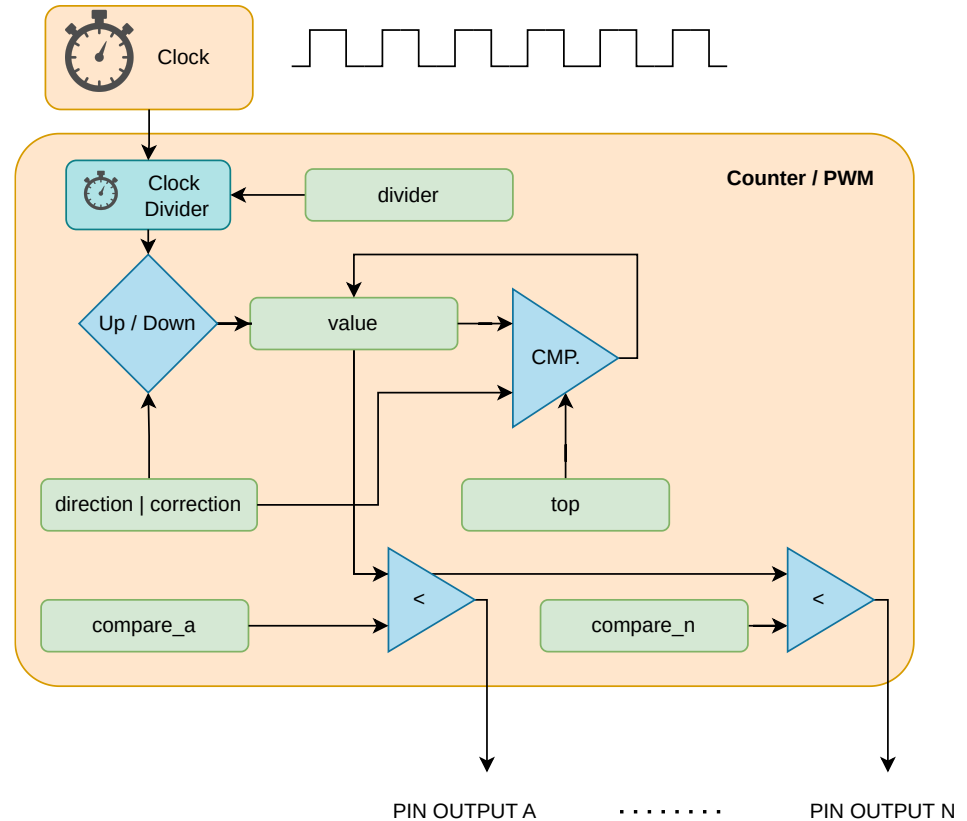 Clock
Counter / PWM
Clock
Divider
divider
Up / Down
value
CMP.
direction | correction
top
<
<
compare_a
compare_n
PIN OUTPUT A
........
PIN OUTPUT N